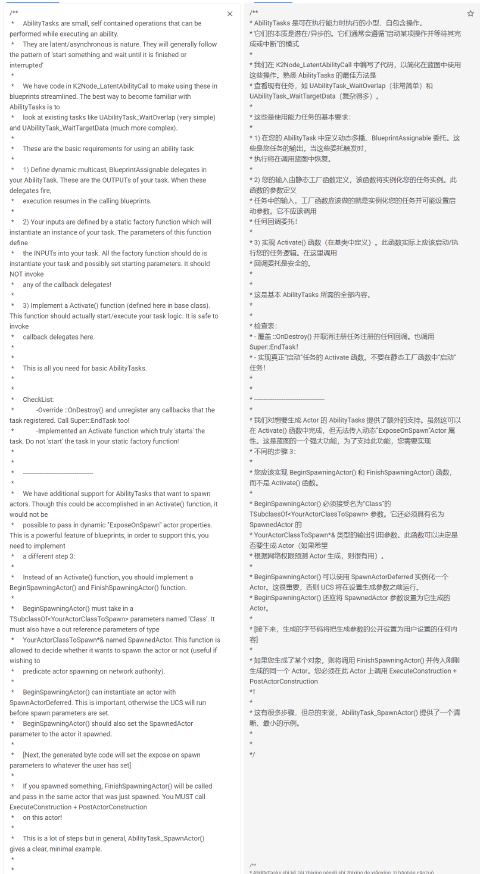 /**
 *     AbilityTasks are small, self contained operations that can be
performed while executing an ability.
 *     They are latent/asynchronous is nature. They will generally follow
the pattern of 'start something and wait until it is finished or
interrupted'
 *
 *     We have code in K2Node_LatentAbilityCall to make using these in
blueprints streamlined. The best way to become familiar with
AbilityTasks is to
 *     look at existing tasks like UAbilityTask_WaitOverlap (very simple)
and UAbilityTask_WaitTargetData (much more complex).
 *
 *     These are the basic requirements for using an ability task:
 *
 *     1) Define dynamic multicast, BlueprintAssignable delegates in
your AbilityTask. These are the OUTPUTs of your task. When these
delegates fire,
 *     execution resumes in the calling blueprints.
 *
 *     2) Your inputs are defined by a static factory function which will
instantiate an instance of your task. The parameters of this function
define
 *     the INPUTs into your task. All the factory function should do is
instantiate your task and possibly set starting parameters. It should
NOT invoke
 *     any of the callback delegates!
 *
 *     3) Implement a Activate() function (defined here in base class).
This function should actually start/execute your task logic. It is safe to
invoke
 *     callback delegates here.
 *
 *
 *     This is all you need for basic AbilityTasks.
 *
 *
 *     CheckList:
 *          -Override ::OnDestroy() and unregister any callbacks that the
task registered. Call Super::EndTask too!
 *          -Implemented an Activate function which truly 'starts' the
task. Do not 'start' the task in your static factory function!
 *
 *
 *     --------------------------------------
 *
 *     We have additional support for AbilityTasks that want to spawn
actors. Though this could be accomplished in an Activate() function, it
would not be
 *     possible to pass in dynamic "ExposeOnSpawn" actor properties.
This is a powerful feature of blueprints, in order to support this, you
need to implement
 *     a different step 3:
 *
 *     Instead of an Activate() function, you should implement a
BeginSpawningActor() and FinishSpawningActor() function.
 *
 *     BeginSpawningActor() must take in a
TSubclassOf<YourActorClassToSpawn> parameters named 'Class'. It
must also have a out reference parameters of type
 *     YourActorClassToSpawn*& named SpawnedActor. This function is
allowed to decide whether it wants to spawn the actor or not (useful if
wishing to
 *     predicate actor spawning on network authority).
 *
 *     BeginSpawningActor() can instantiate an actor with
SpawnActorDeferred. This is important, otherwise the UCS will run
before spawn parameters are set.
 *     BeginSpawningActor() should also set the SpawnedActor
parameter to the actor it spawned.
 *
 *     [Next, the generated byte code will set the expose on spawn
parameters to whatever the user has set]
 *
 *     If you spawned something, FinishSpawningActor() will be called
and pass in the same actor that was just spawned. You MUST call
ExecuteConstruction + PostActorConstruction
 *     on this actor!
 *
 *     This is a lot of steps but in general, AbilityTask_SpawnActor()
gives a clear, minimal example.
 *
 *
/**
* AbilityTasks 是可在执行能力时执行的小型、自包含操作。
* 它们的本质是潜在/异步的。它们通常会遵循“启动某项操作并等待其完
成或中断”的模式
*
* 我们在 K2Node_LatentAbilityCall 中编写了代码，以简化在蓝图中使用
这些操作。熟悉 AbilityTasks 的最佳方法是
* 查看现有任务，如 UAbilityTask_WaitOverlap（非常简单）和
UAbilityTask_WaitTargetData（复杂得多）。
*
* 这些是使用能力任务的基本要求：
*
* 1) 在您的 AbilityTask 中定义动态多播、BlueprintAssignable 委托。这
些是您任务的输出。当这些委托触发时，
* 执行将在调用蓝图中恢复。
*
* 2) 您的输入由静态工厂函数定义，该函数将实例化您的任务实例。此
函数的参数定义
* 任务中的输入。工厂函数应该做的就是实例化您的任务并可能设置启
动参数。它不应该调用
* 任何回调委托！
*
* 3) 实现 Activate() 函数（在基类中定义）。此函数实际上应该启动/执
行您的任务逻辑。在这里调用
* 回调委托是安全的。
*
*
* 这是基本 AbilityTasks 所需的全部内容。
*
*
* 检查表：
* - 覆盖 ::OnDestroy() 并取消注册任务注册的任何回调。也调用
Super::EndTask！
* - 实现真正“启动”任务的 Activate 函数。不要在静态工厂函数中“启动”
任务！
*
*
* --------------------------------------
*
* 我们对想要生成 Actor 的 AbilityTasks 提供了额外的支持。虽然这可以
在 Activate() 函数中完成，但无法传入动态“ExposeOnSpawn”Actor 属
性。这是蓝图的一个强大功能，为了支持此功能，您需要实现
* 不同的步骤 3：
*
* 您应该实现 BeginSpawningActor() 和 FinishSpawningActor() 函数，
而不是 Activate() 函数。
*
* BeginSpawningActor() 必须接受名为“Class”的
TSubclassOf<YourActorClassToSpawn> 参数。它还必须具有名为
SpawnedActor 的
* YourActorClassToSpawn*& 类型的输出引用参数。此函数可以决定是
否要生成 Actor（如果希望
* 根据网络权限预测 Actor 生成，则很有用）。
*
* BeginSpawningActor() 可以使用 SpawnActorDeferred 实例化一个
Actor。这很重要，否则 UCS 将在设置生成参数之前运行。
* BeginSpawningActor() 还应将 SpawnedActor 参数设置为它生成的
Actor。
*
* [接下来，生成的字节码将把生成参数的公开设置为用户设置的任何内
容]
*
* 如果您生成了某个对象，则将调用 FinishSpawningActor() 并传入刚刚
生成的同一个 Actor。您必须在此 Actor 上调用 ExecuteConstruction +
PostActorConstruction
*！
*
* 这有很多步骤，但总的来说，AbilityTask_SpawnActor() 提供了一个清
晰、最小的示例。
*
*
*/
/**